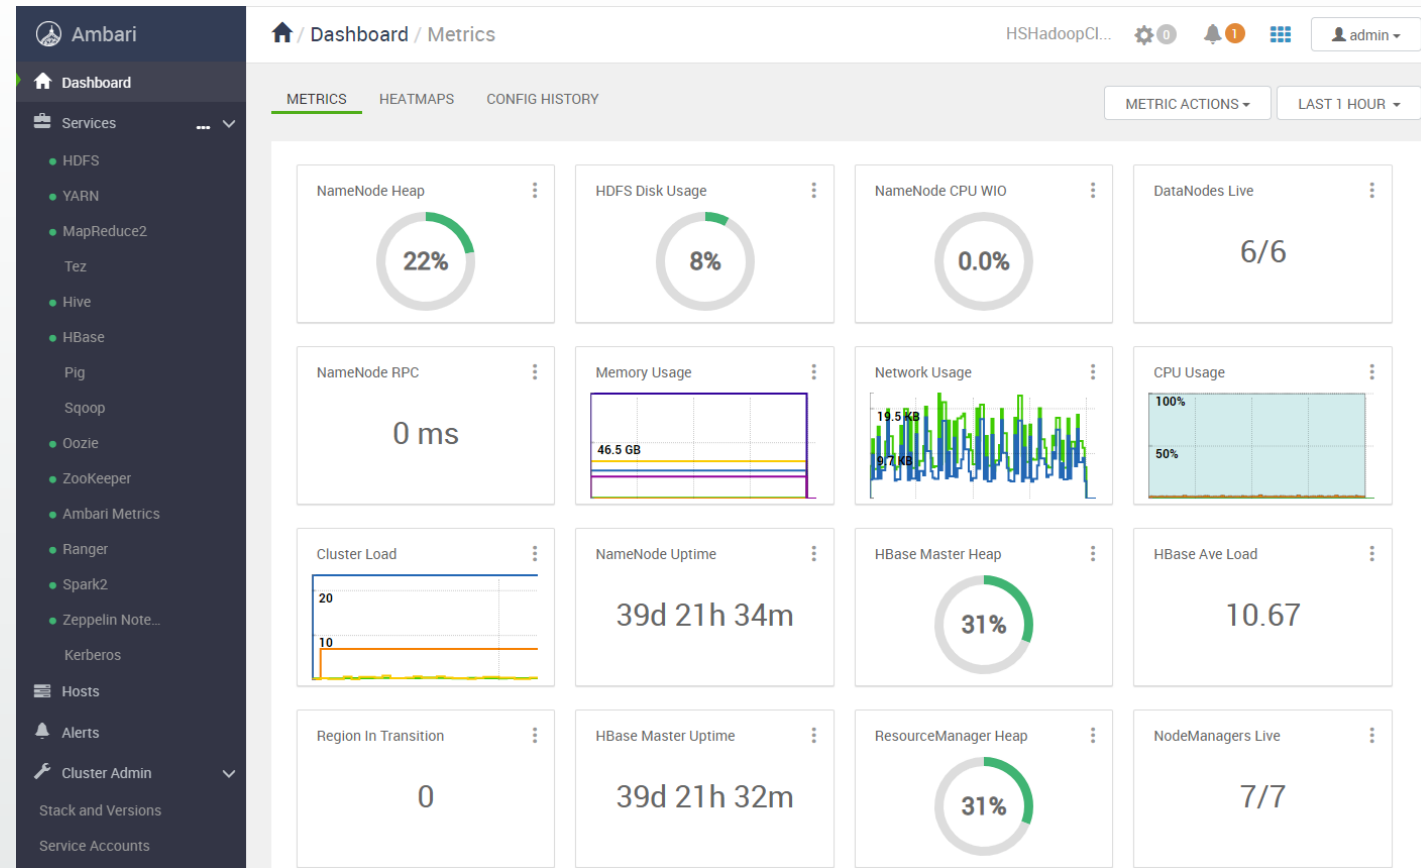 Ambari
Dashboard
Services ...
HDFS
YARN
MapReduce2
Tez
Hive
HBase
Pig
Sqoop
Oozie
ZooKeeper
Ambari Metrics
Ranger
Spark2
Zeppelin Note...
Kerberos
Hosts
Alerts
Cluster Admin
Stack and Versions
Service Accounts
/ Dashboard / Metrics
HSHadoopCl... 0 1 admin
METRICS HEATMAPS CONFIG HISTORY
METRIC ACTIONS LAST 1 HOUR
NameNode Heap
22%
HDFS Disk Usage
8%
NameNode CPU WIO
0.0%
DataNodes Live
6/6
NameNode RPC
0 ms
Memory Usage
46.5 GB
Network Usage
19.5 KB
9.7 KB
CPU Usage
100%
50%
Cluster Load
20
10
NameNode Uptime
39d 21h 34m
HBase Master Heap
31%
HBase Ave Load
10.67
Region In Transition
0
HBase Master Uptime
39d 21h 32m
ResourceManager Heap
31%
NodeManagers Live
7/7